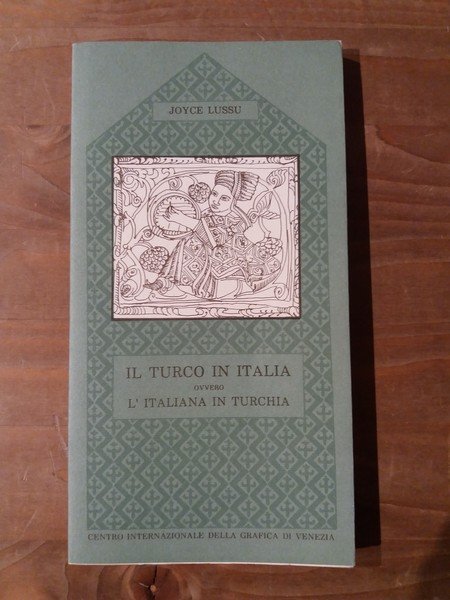 JOYCE LUSSU
IL TURCO IN ITALIA
OVVERO
L' ITALIANA IN TURCHIA
CENTRO INTERNAZIONALE DELLA GRAFICA DI VENEZIA